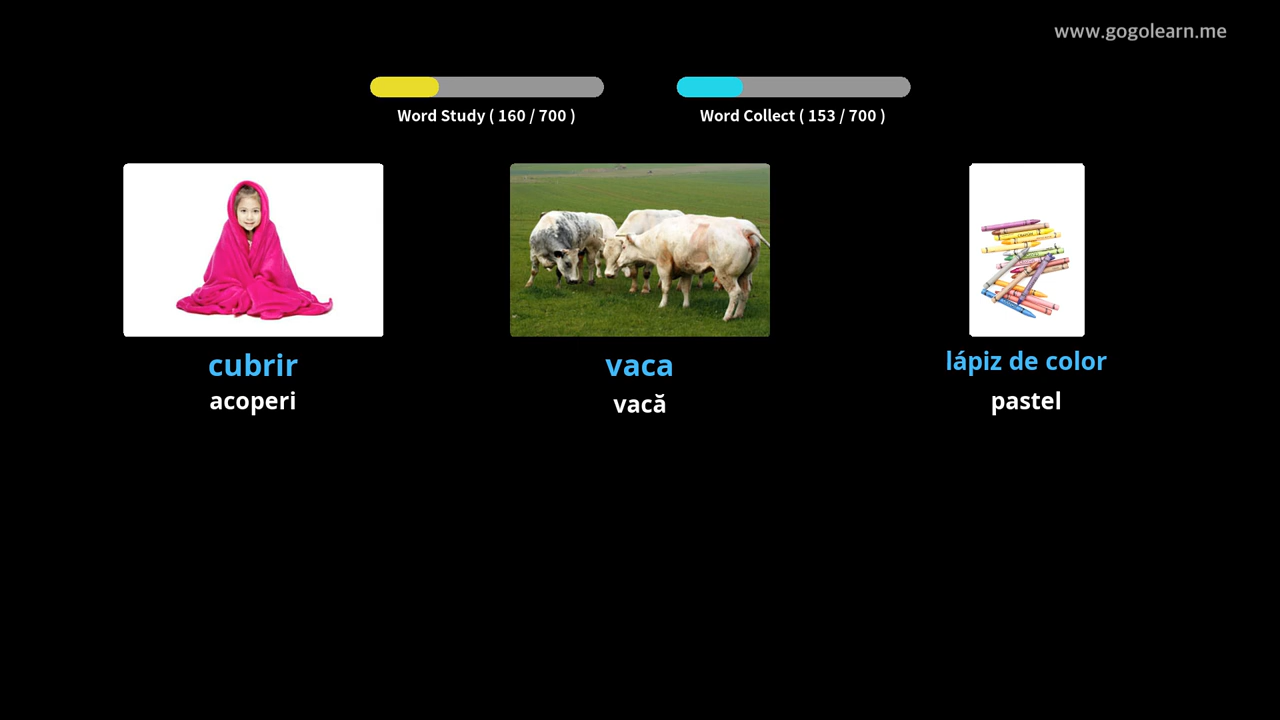 www.gogolearn.me
Word Study ( 160 / 700 )
Word Collect ( 153 / 700 )
cubrir
acoperi
vaca
vacă
lápiz de color
pastel